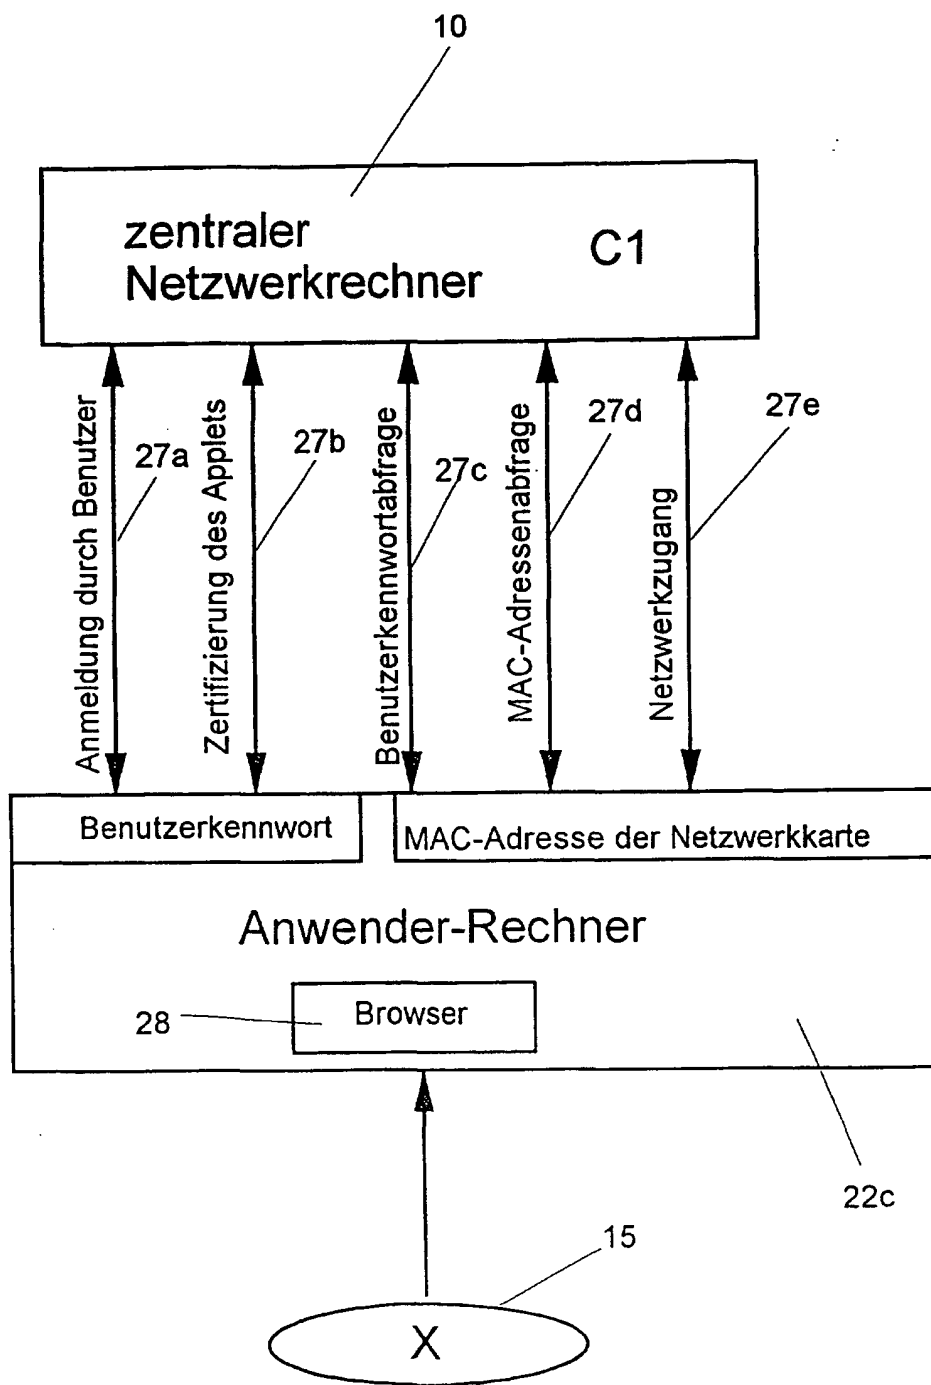 10
zentraler
Netzwerkrechner
C1
Anmeldung durch Benutzer
27a
Zertifizierung des Applets
27b
Benutzerkennwortabfrage
27c
MAC-Adressenabfrage
27d
Netzwerkzugang
27e
Benutzerkennwort
MAC-Adresse der Netzwerkkarte
Anwender-Rechner
28
Browser
22c
15
X